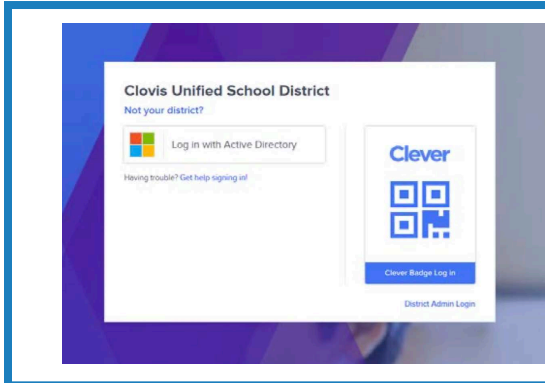 Clovis Unified School District
Not your district?
Log in with Active Directory
Having trouble? Get help signing in!
Clever
Clever Badge Log in
District Admin Login